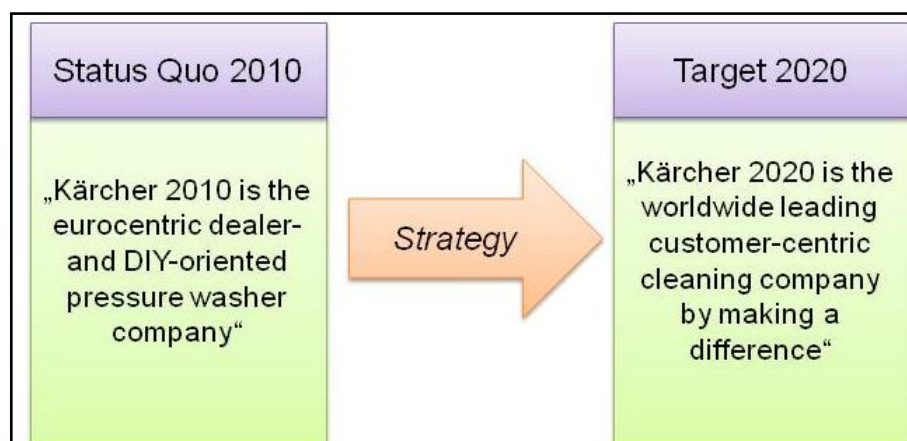 Status Quo 2010
„Kärcher 2010 is the
eurocentric dealer-
and DIY-oriented
pressure washer
company“
Strategy
Target 2020
„Kärcher 2020 is the
worldwide leading
customer-centric
cleaning company
by making a
difference“